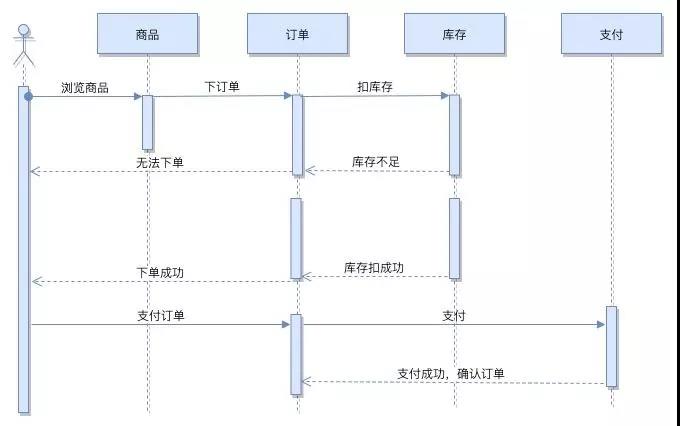 商品
订单
库存
支付
浏览商品
下订单
扣库存
无法下单
库存不足
下单成功
库存扣成功
支付订单
支付
支付成功，确认订单